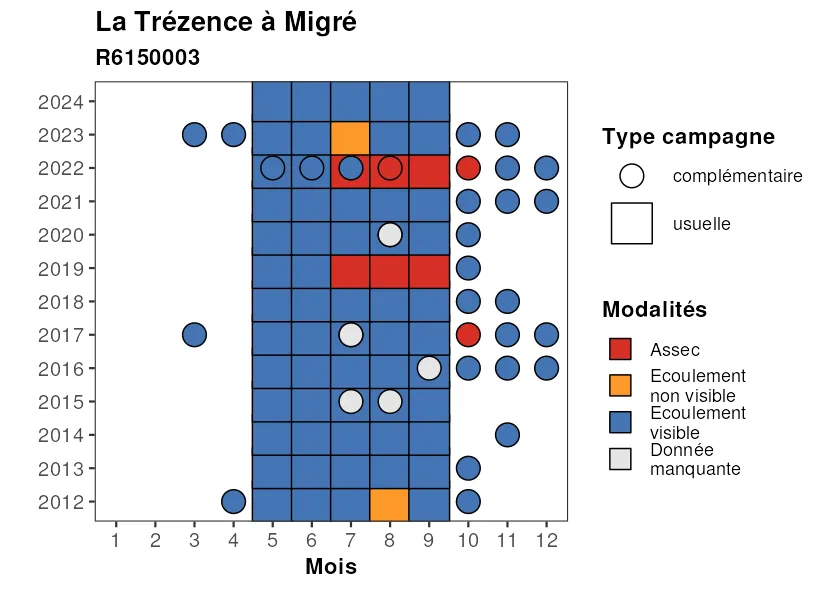 La Trézence à Migré
R6150003
2024
2023
2022
2021
2020
2019
2018
2017
2016
2015
2014
2013
2012
1 2 3 4 5 6 7 8 9 10 11 12
Mois
Type campagne
complémentaire
usuelle
Modalités
Assec
Ecoulement
non visible
Ecoulement
visible
Donnée
manquante